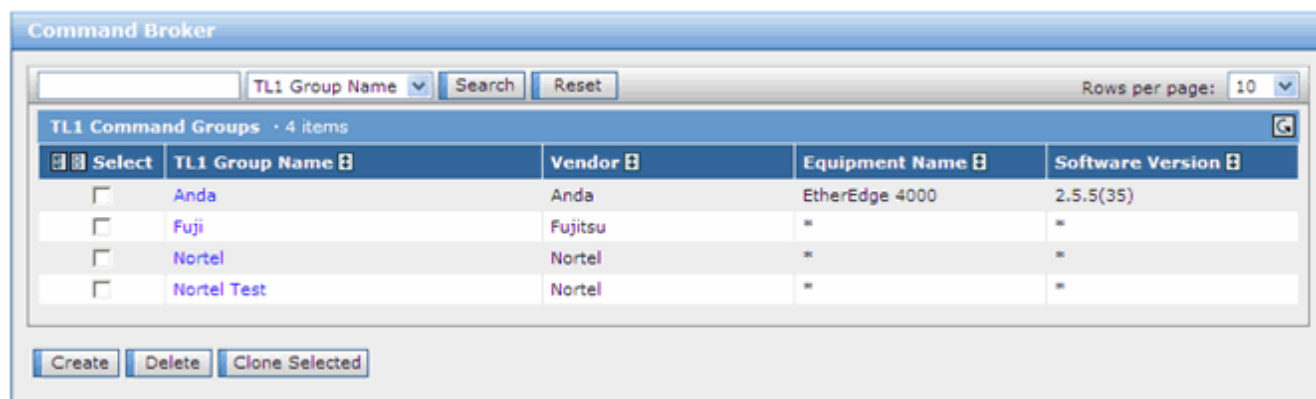 Command Broker
TL1 Group Name Search Reset Rows per page: 10
TL1 Command Groups · 4 items
Select TL1 Group Name Vendor Equipment Name Software Version
Anda Anda EtherEdge 4000 2.5.5(35)
Fuji Fujitsu * *
Nortel Nortel * *
Nortel Test Nortel * *
Create Delete Clone Selected